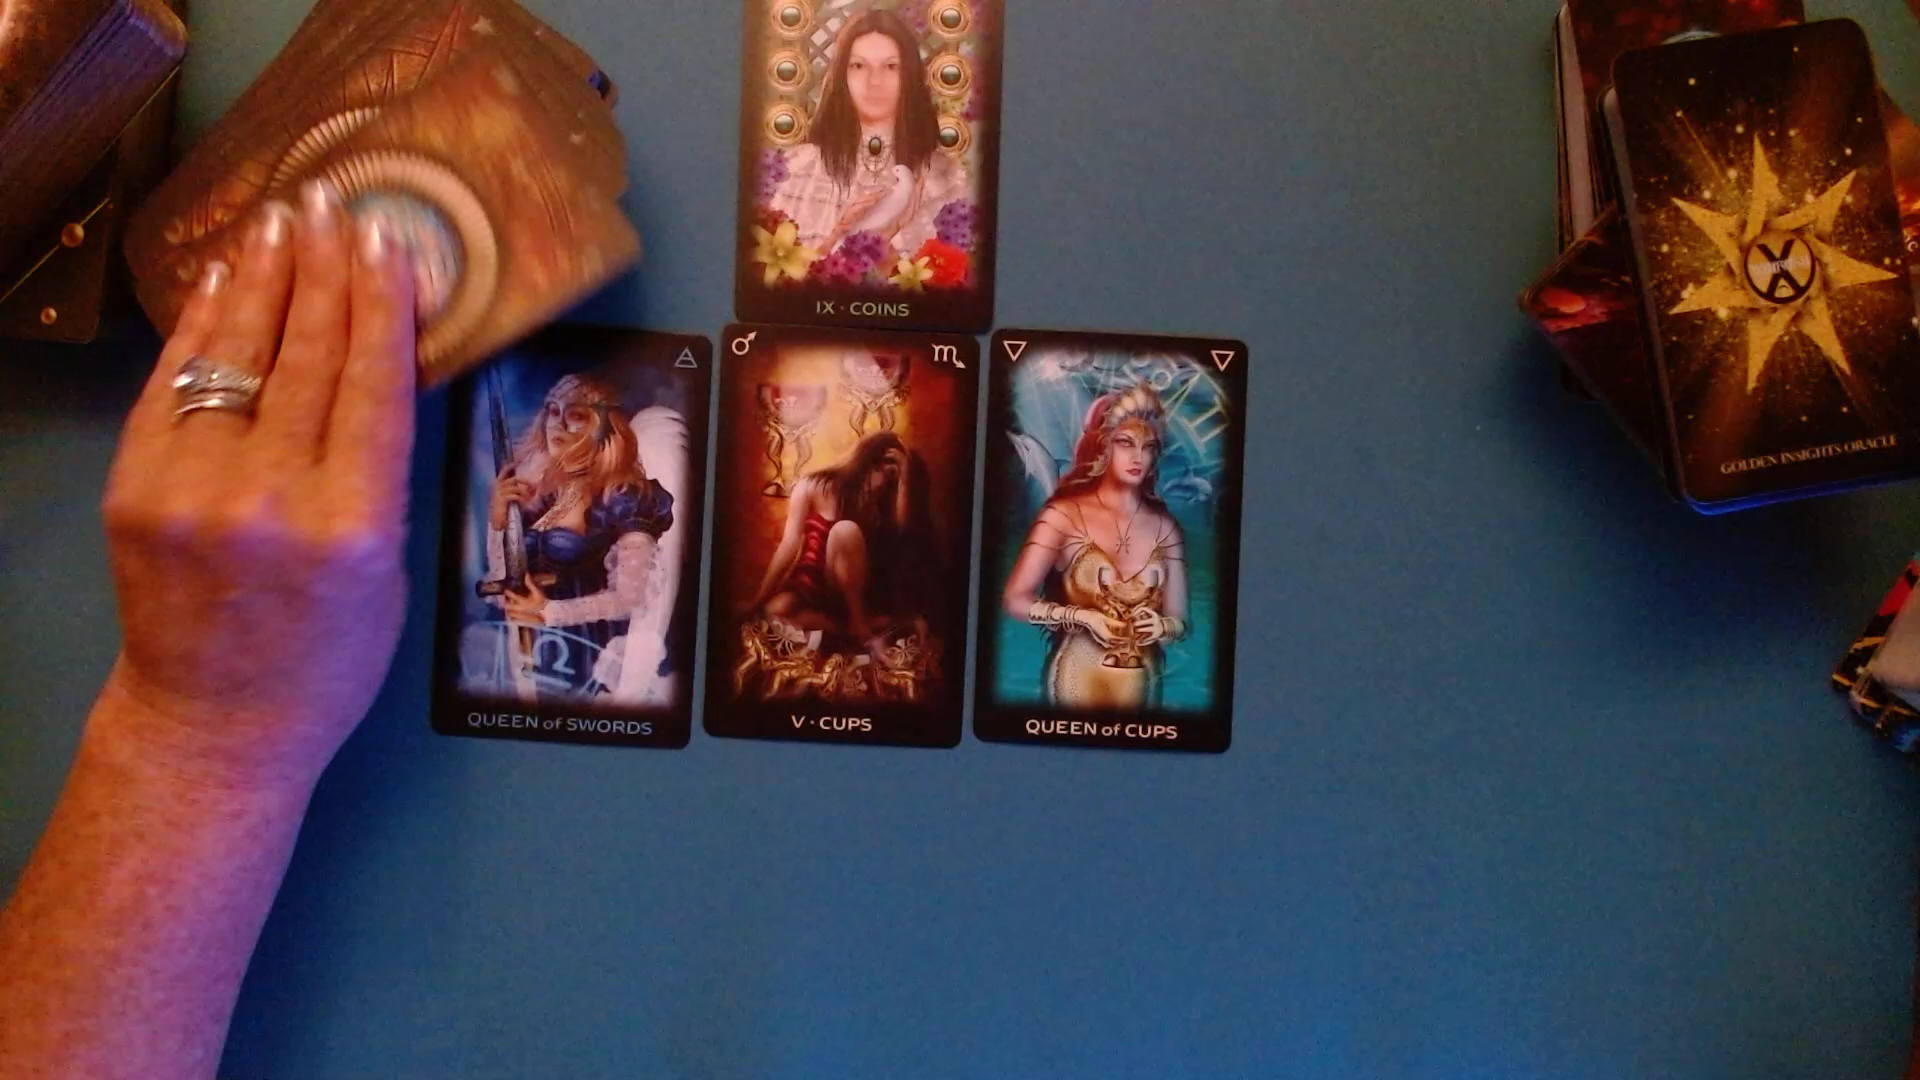 IX · COINS
QUEEN of SWORDS
V · CUPS
QUEEN of CUPS
GOLDEN INSIGHTS ORACLE